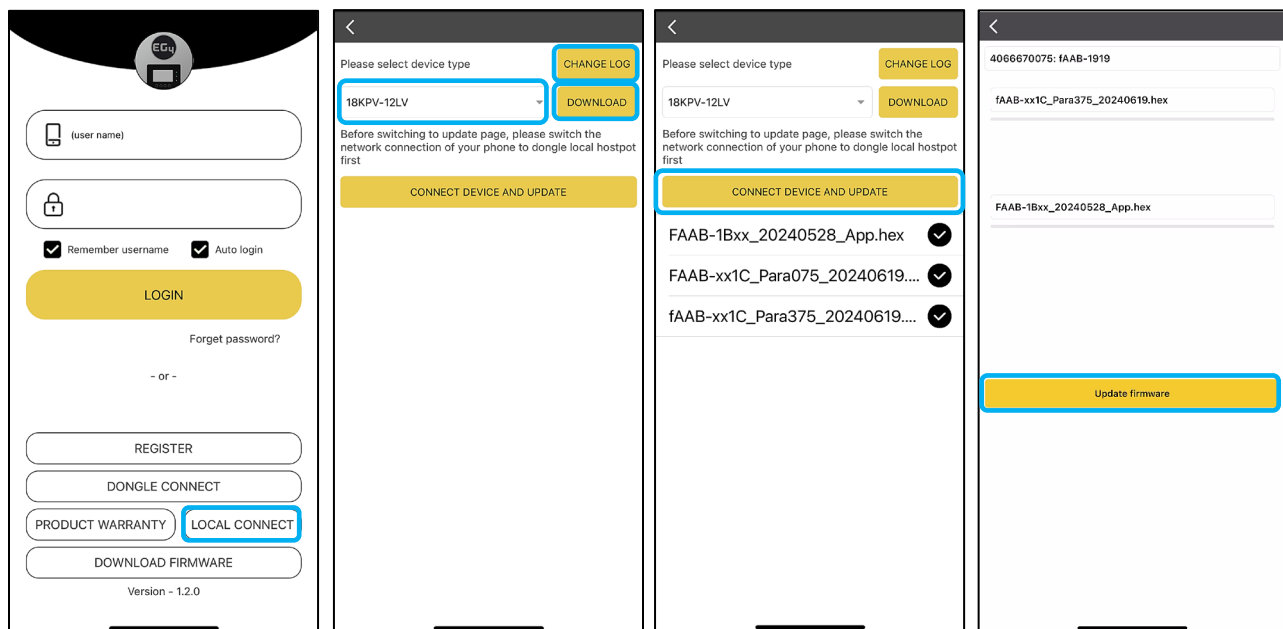 EG4
(user name)
Remember username
Auto login
LOGIN
Forget password?
- or -
REGISTER
DONGLE CONNECT
PRODUCT WARRANTY
LOCAL CONNECT
DOWNLOAD FIRMWARE
Version - 1.2.0
Please select device type
CHANGE LOG
18KPV-12LV
DOWNLOAD
Before switching to update page, please switch the
network connection of your phone to dongle local hostpot
first
CONNECT DEVICE AND UPDATE
Please select device type
CHANGE LOG
18KPV-12LV
DOWNLOAD
Before switching to update page, please switch the
network connection of your phone to dongle local hostpot
first
CONNECT DEVICE AND UPDATE
FAAB-1Bxx_20240528_App.hex
FAAB-xx1C_Para075_20240619....
fAAB-xx1C_Para375_20240619....
4066670075: fAAB-1919
fAAB-xx1C_Para375_20240619.hex
FAAB-1Bxx_20240528_App.hex
Update firmware